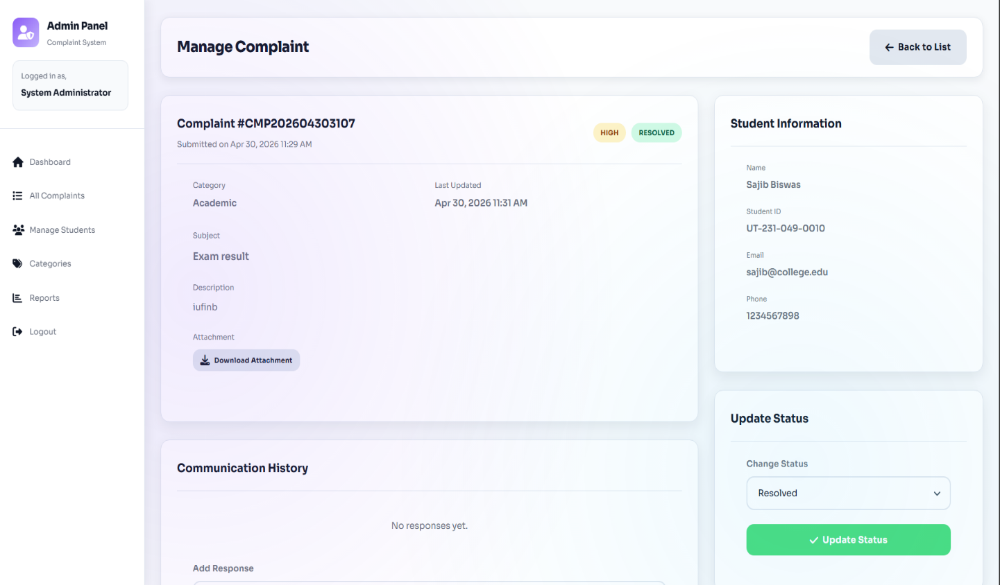 Admin Panel
Complaint System
Logged in as,
System Administrator
Dashboard
All Complaints
Manage Students
Categories
Reports
Logout
Manage Complaint
Back to List
Complaint #CMP202604303107
Submitted on Apr 30, 2026 11:29 AM
HIGH
RESOLVED
Category
Academic
Last Updated
Apr 30, 2026 11:31 AM
Subject
Exam result
Description
iufinb
Attachment
Download Attachment
Communication History
No responses yet.
Add Response
Student Information
Name
Sajib Biswas
Student ID
UT-231-049-0010
Email
sajib@college.edu
Phone
1234567898
Update Status
Change Status
Resolved
Update Status